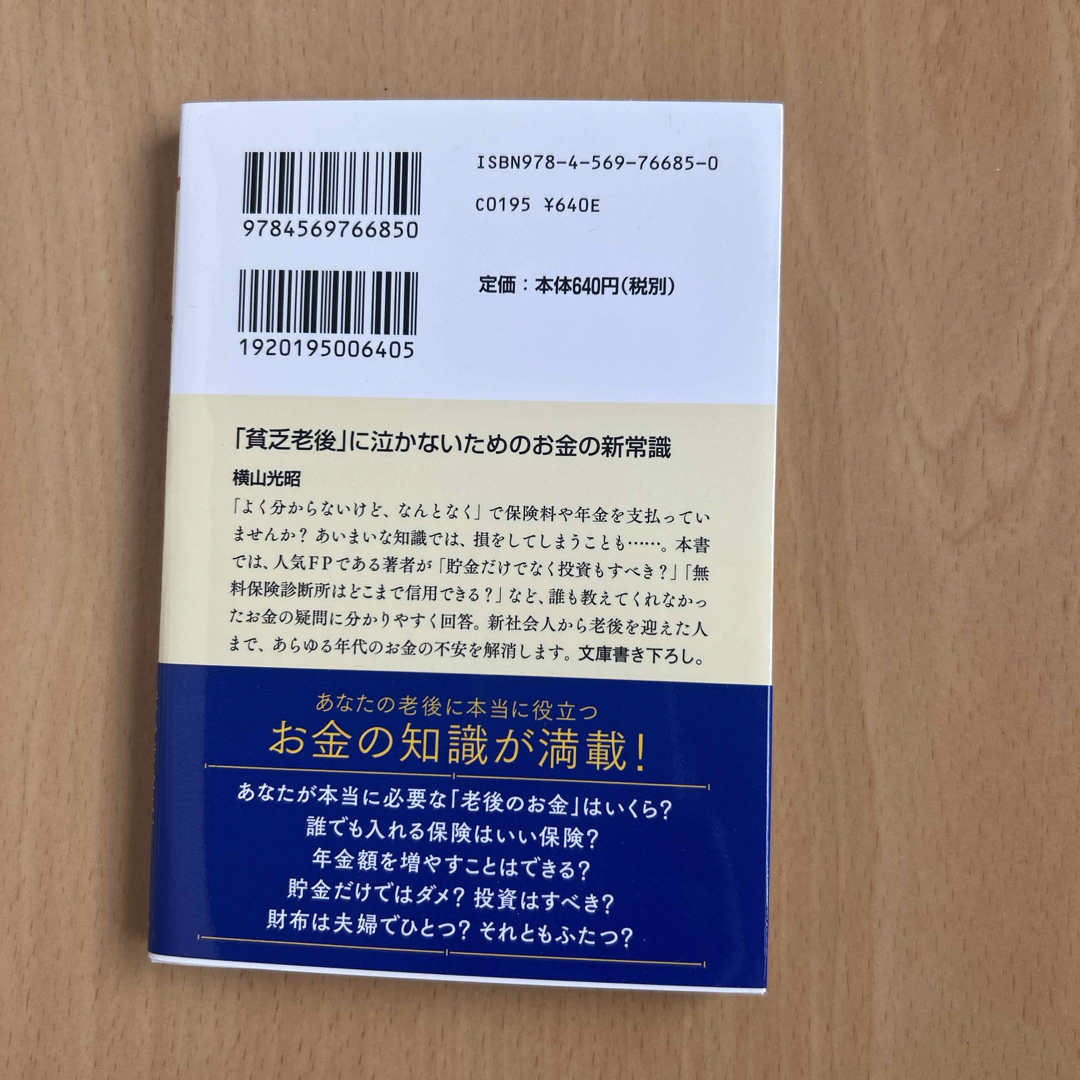 9784569766850
ISBN978-4-569-76685-0
C0195 ¥640E
1920195006405
定価：本体640円（税別）
「貧乏老後」に泣かないためのお金の新常識
横山光昭
「よく分からないけど、なんとなく」で保険料や年金を支払ってい
ませんか？ あいまいな知識では、損をしてしまうことも……。本書
では、人気FPである著者が「貯金だけでなく投資もすべき？」「無
料保険診断所はどこまで信用できる？」など、誰も教えてくれなかっ
たお金の疑問に分かりやすく回答。新社会人から老後を迎えた人
まで、あらゆる年代のお金の不安を解消します。文庫書き下ろし。
あなたの老後に本当に役立つ
お金の知識が満載！
あなたが本当に必要な「老後のお金」はいくら？
誰でも入れる保険はいい保険？
年金額を増やすことはできる？
貯金だけではダメ？ 投資はすべき？
財布は夫婦でひとつ？ それともふたつ？